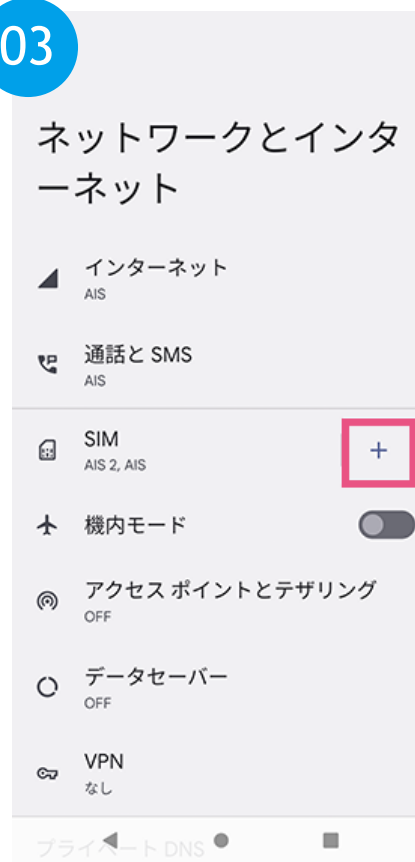 03
ネットワークとインタ
ーネット
インターネット
AIS
通話と SMS
AIS
SIM
AIS 2, AIS
+
機内モード
アクセス ポイントとテザリング
OFF
データセーバー
OFF
VPN
なし
プライベート DNS